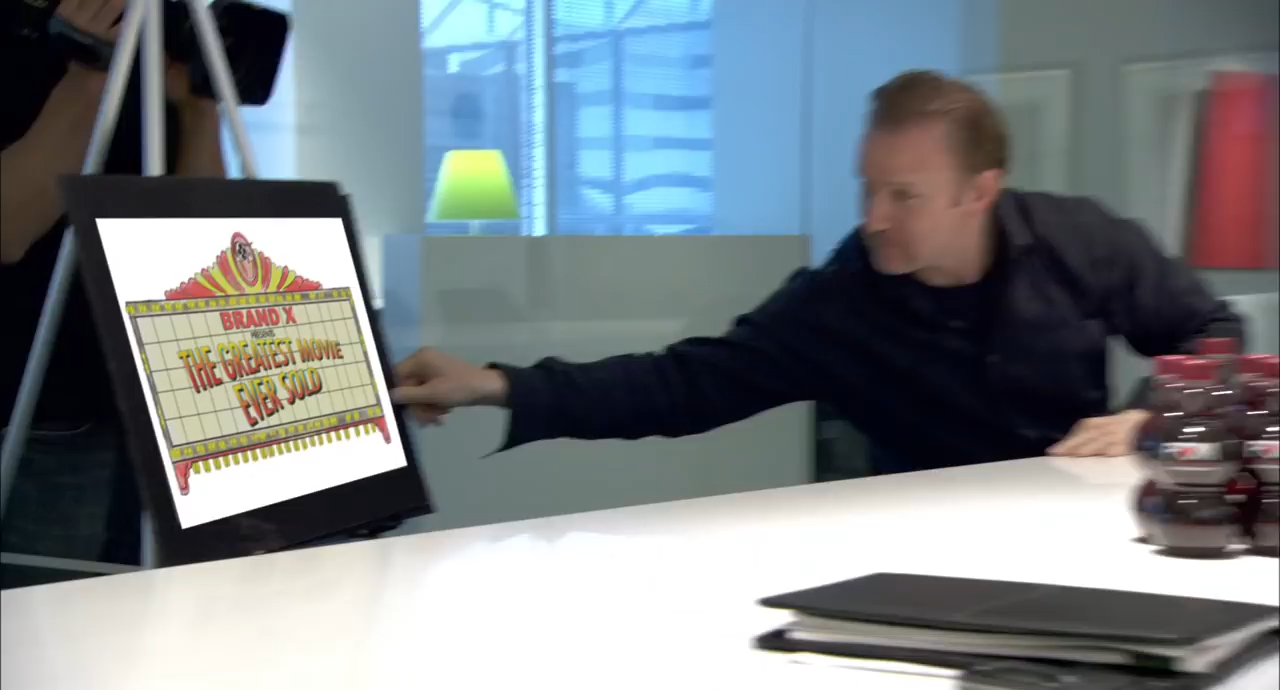 BRAND X
PRESENTS
THE GREATEST MOVIE
EVER SOLD